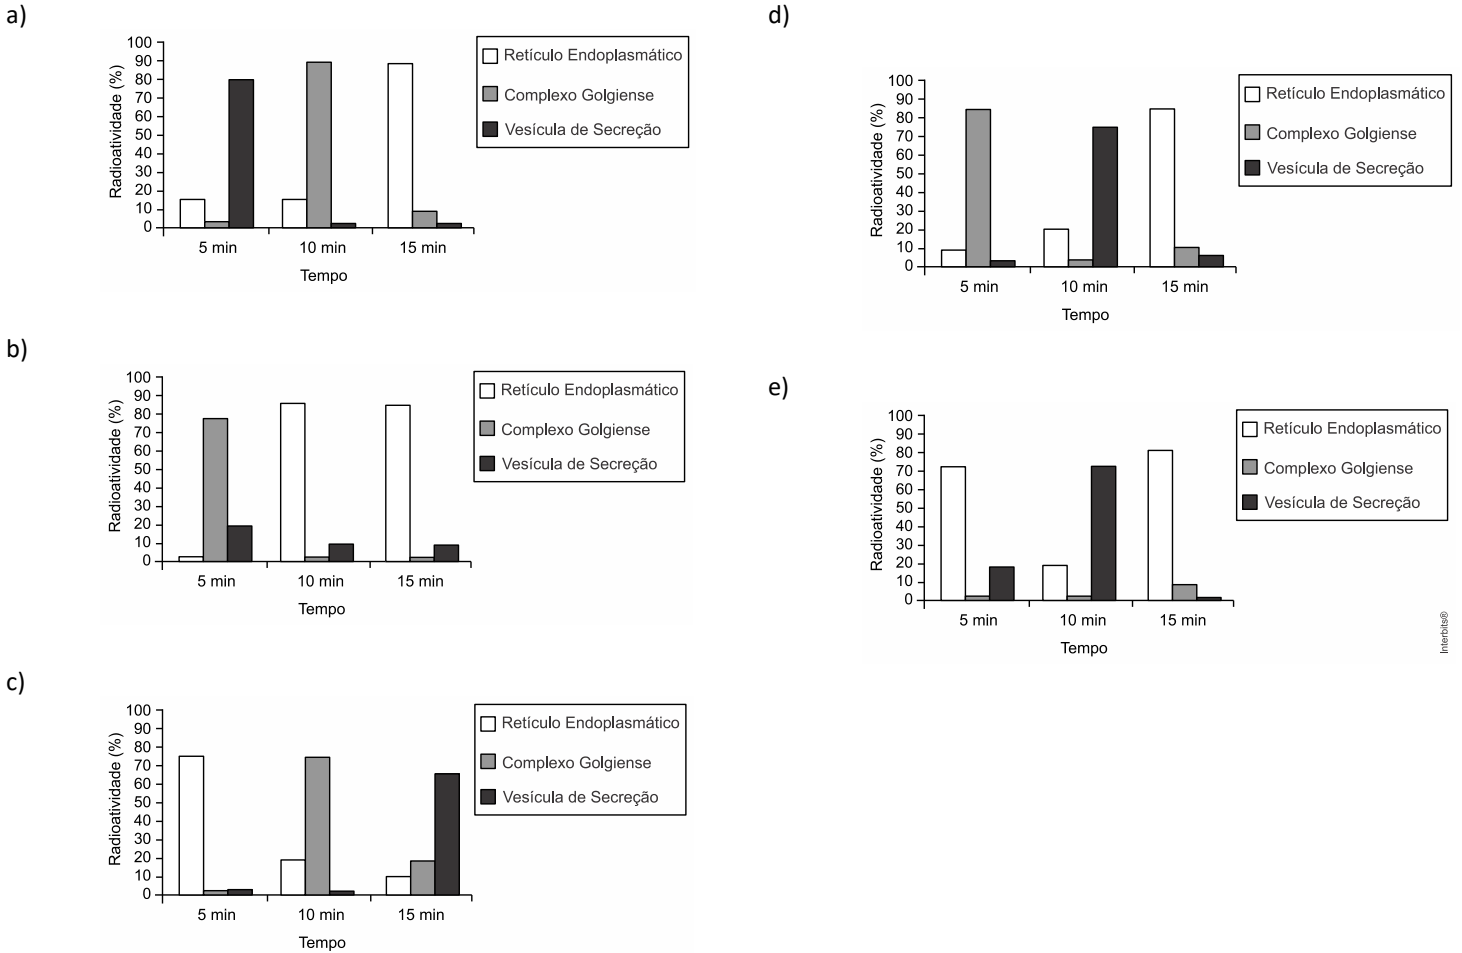 a)
100
90
80
70
60
50
40
30
20
10
0
Radioatividade (%)
5 min 10 min 15 min
Tempo
Retículo Endoplasmático
Complexo Golgiense
Vesícula de Secreção
b)
100
90
80
70
60
50
40
30
20
10
0
Radioatividade (%)
5 min 10 min 15 min
Tempo
Retículo Endoplasmático
Complexo Golgiense
Vesícula de Secreção
c)
100
90
80
70
60
50
40
30
20
10
0
Radioatividade (%)
5 min 10 min 15 min
Tempo
Retículo Endoplasmático
Complexo Golgiense
Vesícula de Secreção
d)
100
90
80
70
60
50
40
30
20
10
0
Radioatividade (%)
5 min 10 min 15 min
Tempo
Retículo Endoplasmático
Complexo Golgiense
Vesícula de Secreção
e)
100
90
80
70
60
50
40
30
20
10
0
Radioatividade (%)
5 min 10 min 15 min
Tempo
Retículo Endoplasmático
Complexo Golgiense
Vesícula de Secreção
Interbits®